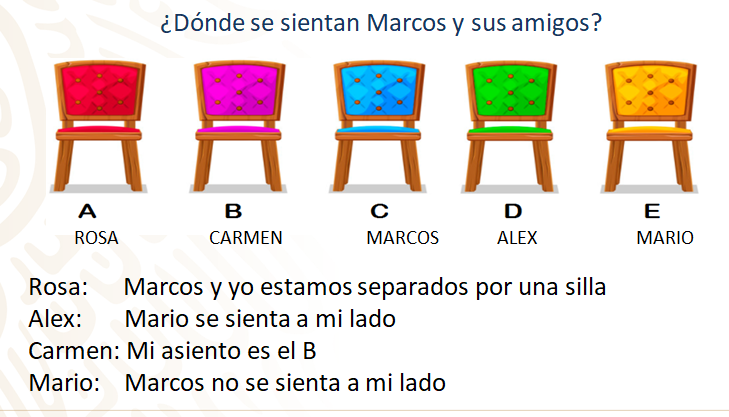 ¿Dónde se sientan Marcos y sus amigos?
A B C D E
ROSA CARMEN MARCOS ALEX MARIO
Rosa: Marcos y yo estamos separados por una silla
Alex: Mario se sienta a mi lado
Carmen: Mi asiento es el B
Mario: Marcos no se sienta a mi lado